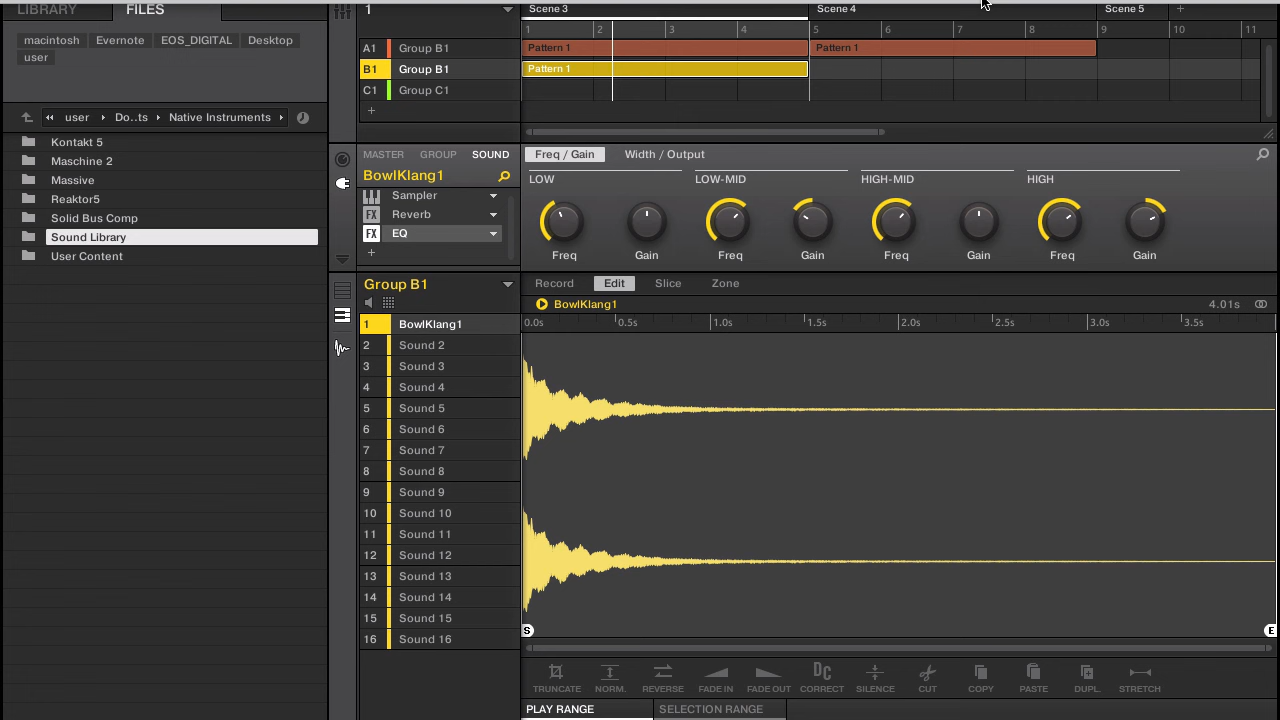 LIBRARY FILES
macintosh Evernote EOS_DIGITAL Desktop
user
user Do..ts Native Instruments
Kontakt 5
Maschine 2
Massive
Reaktor5
Solid Bus Comp
Sound Library
User Content
1 Scene 3 Scene 4 Scene 5 +
1 2 3 4 5 6 7 8 9 10 11
A1 Group B1 Pattern 1 Pattern 1
B1 Group B1 Pattern 1
C1 Group C1
+
MASTER GROUP SOUND
BowlKlang1
Sampler
FX Reverb
FX EQ
+
Freq / Gain Width / Output
LOW LOW-MID HIGH-MID HIGH
Freq Gain Freq Gain Freq Gain Freq Gain
Group B1
Record Edit Slice Zone
BowlKlang1 4.01s
0.0s 0.5s 1.0s 1.5s 2.0s 2.5s 3.0s 3.5s
1 BowlKlang1
2 Sound 2
3 Sound 3
4 Sound 4
5 Sound 5
6 Sound 6
7 Sound 7
8 Sound 8
9 Sound 9
10 Sound 10
11 Sound 11
12 Sound 12
13 Sound 13
14 Sound 14
15 Sound 15
16 Sound 16
S E
DC
TRUNCATE NORM. REVERSE FADE IN FADE OUT CORRECT SILENCE CUT COPY PASTE DUPL. STRETCH
PLAY RANGE SELECTION RANGE